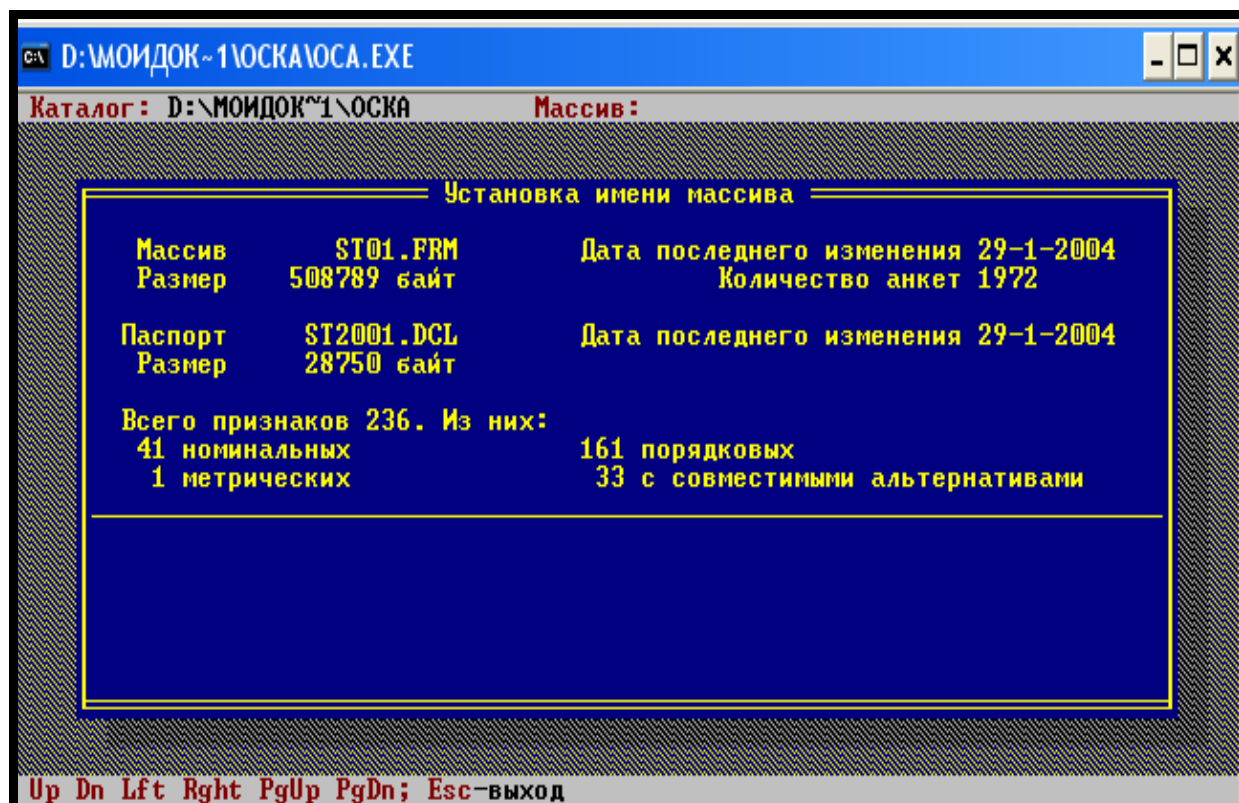 D:\МОИДОК~1\ОСКА\OCA.EXE
Каталог: D:\МОИДОК~1\ОСКА Массив:
Установка имени массива
Массив ST01.FRM Дата последнего изменения 29-1-2004
Размер 508789 байт Количество анкет 1972
Паспорт ST2001.DCL Дата последнего изменения 29-1-2004
Размер 28750 байт
Всего признаков 236. Из них:
41 номинальных 161 порядковых
1 метрических 33 с совместимыми альтернативами
Up Dn Lft Rght PgUp PgDn; Esc-выход